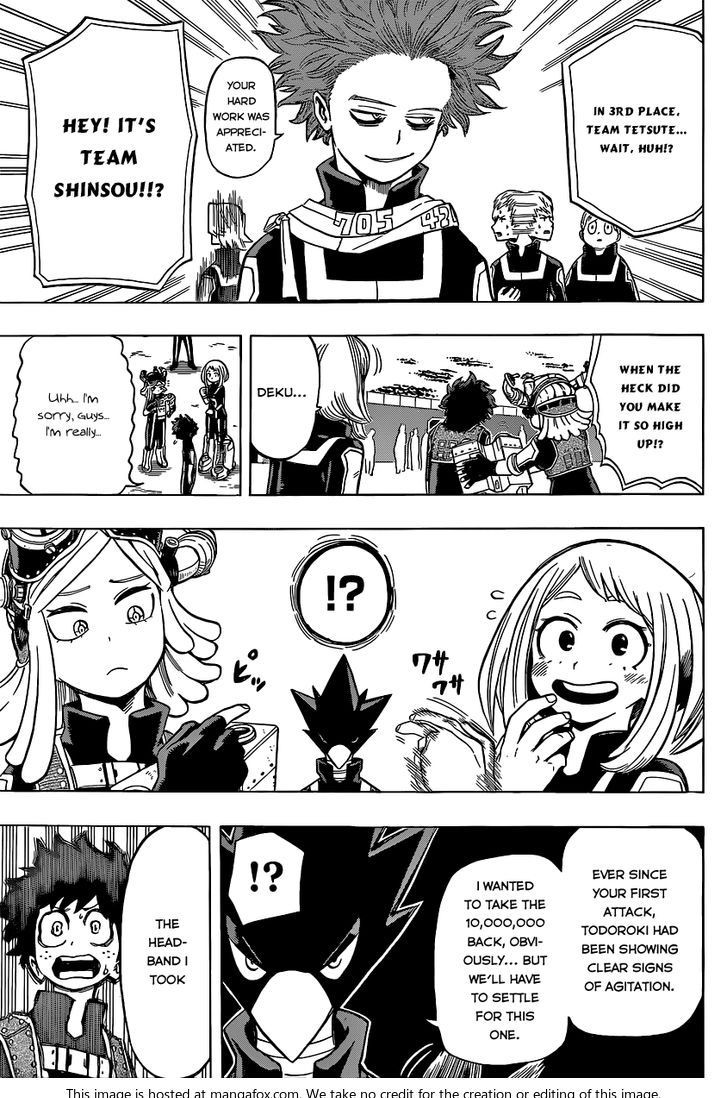 IN 3RD PLACE,
TEAM TETSUTE...
WAIT, HUH!?
YOUR
HARD
WORK WAS
APPRECI-
ATED.
HEY! IT'S
TEAM
SHINSOU!!?
705 43
WHEN THE
HECK DID
YOU MAKE
IT SO HIGH
UP!?
DEKU...
Uhh... I'm
sorry, Guys...
I'm really...
!?
ワサ
ワサ
ピッ
EVER SINCE
YOUR FIRST
ATTACK,
TODOROKI HAD
BEEN SHOWING
CLEAR SIGNS
OF AGITATION.
I WANTED
TO TAKE THE
10,000,000
BACK, OBVI-
OUSLY... BUT
WE'LL HAVE
TO SETTLE
FOR THIS
ONE.
!?
THE
HEAD-
BAND I
TOOK
This image is hosted at mangafox.com. We take no credit for the creation or editing of this image.